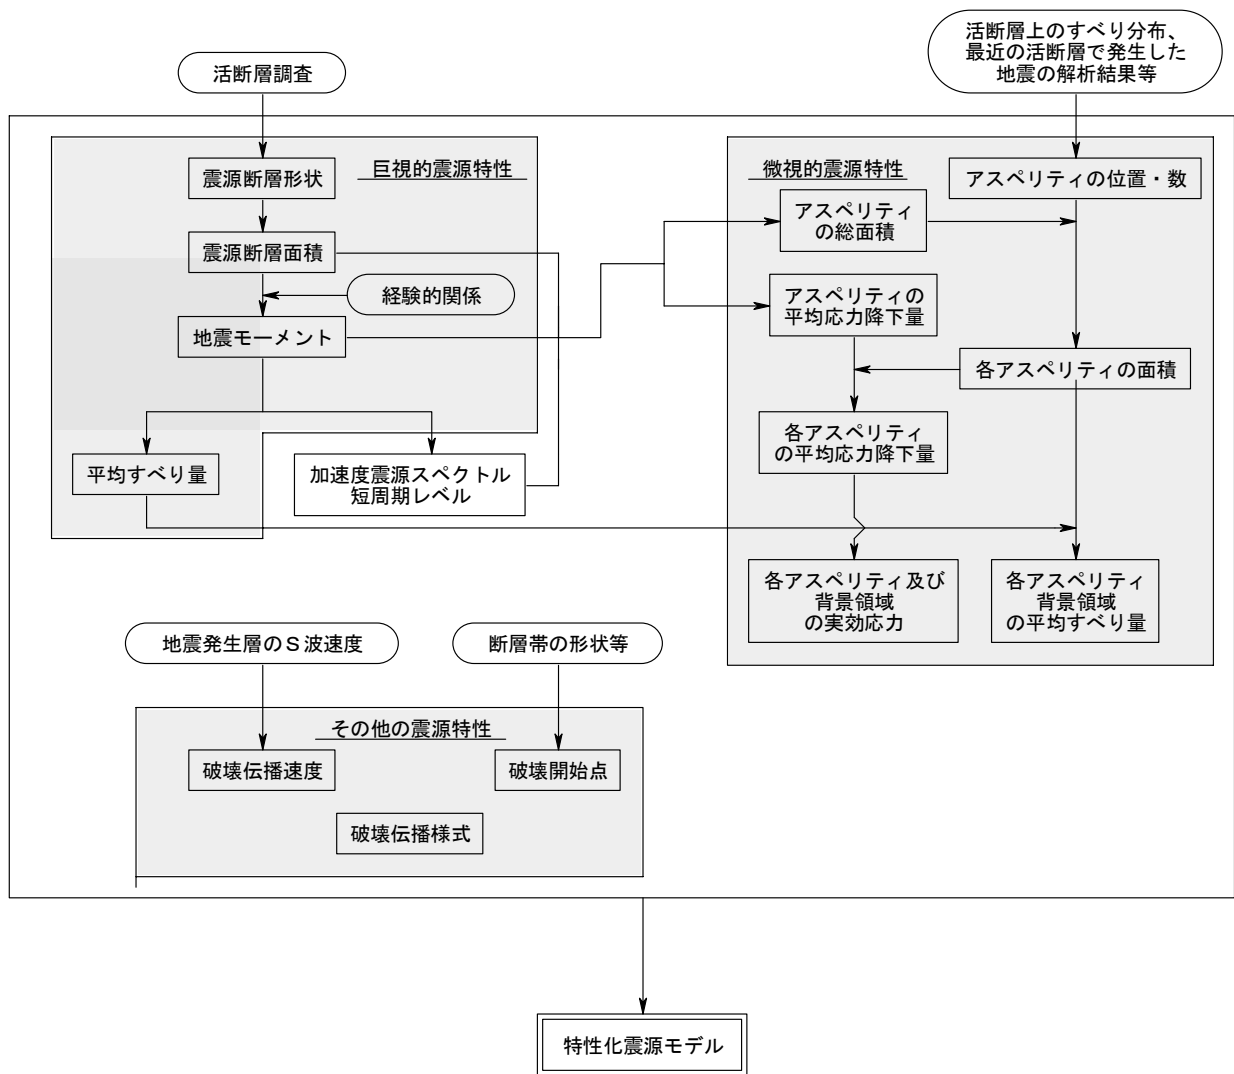 活断層調査
活断層上のすべり分布、
最近の活断層で発生した
地震の解析結果等
巨視的震源特性
震源断層形状
震源断層面積
経験的関係
地震モーメント
平均すべり量
加速度震源スペクトル
短周期レベル
微視的震源特性
アスペリティの位置・数
アスペリティ
の総面積
アスペリティの
平均応力降下量
各アスペリティの面積
各アスペリティ
の平均応力降下量
各アスペリティ及び
背景領域
の実効応力
各アスペリティ
背景領域
の平均すべり量
地震発生層のS波速度
断層帯の形状等
その他の震源特性
破壊伝播速度
破壊開始点
破壊伝播様式
特性化震源モデル